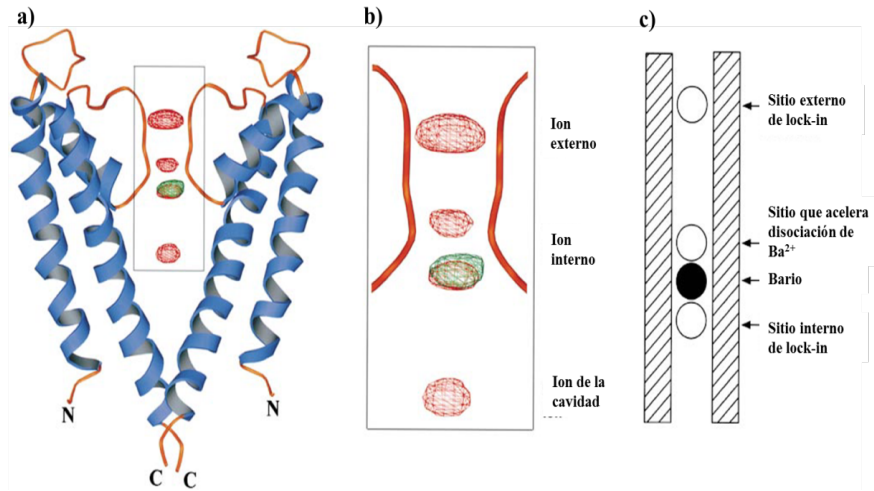 a)
N
N
C C
b)
Ion
externo
Ion
interno
Ion de la
cavidad
c)
Sitio externo
de lock-in
Sitio que acelera
disociación de
Ba²⁺
Bario
Sitio interno
de lock-in